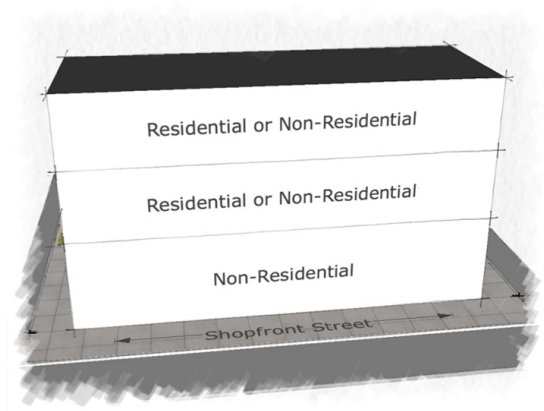 Residential or Non-Residential
Residential or Non-Residential
Non-Residential
Shopfront Street